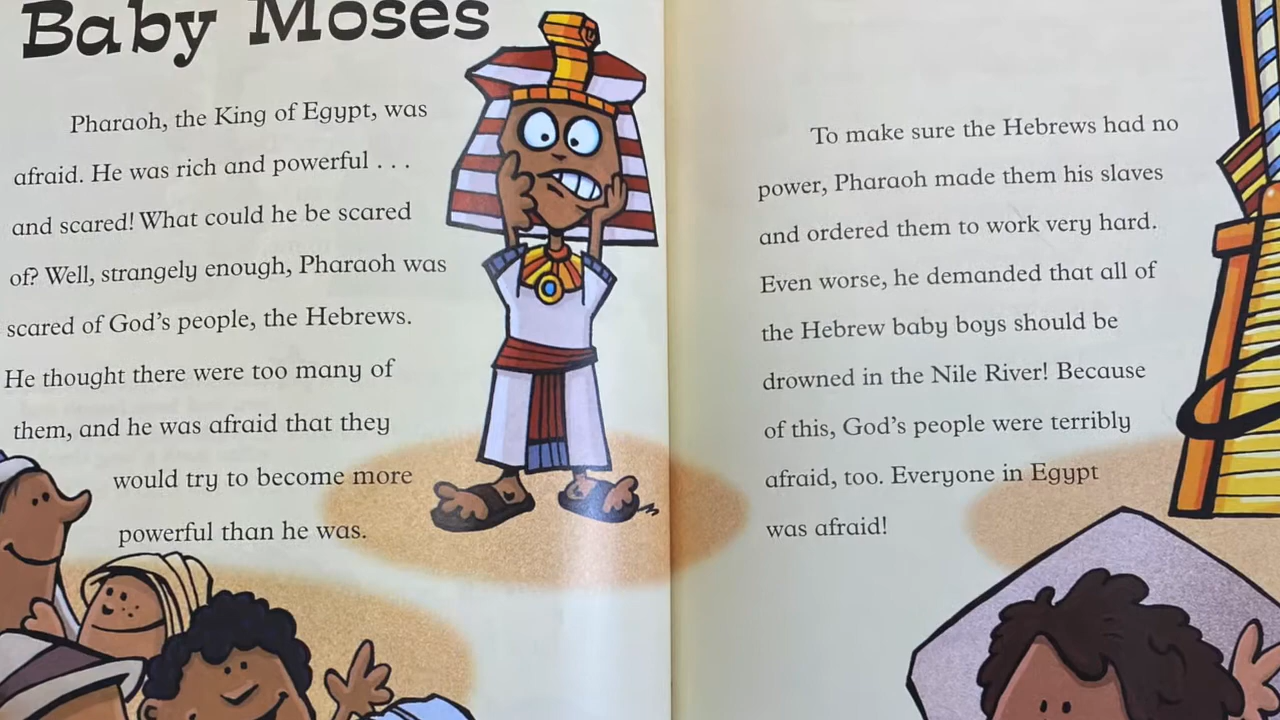 Baby Moses
Pharaoh, the King of Egypt, was
afraid. He was rich and powerful . . .
and scared! What could he be scared
of? Well, strangely enough, Pharaoh was
scared of God's people, the Hebrews.
He thought there were too many of
them, and he was afraid that they
would try to become more
powerful than he was.
To make sure the Hebrews had no
power, Pharaoh made them his slaves
and ordered them to work very hard.
Even worse, he demanded that all of
the Hebrew baby boys should be
drowned in the Nile River! Because
of this, God's people were terribly
afraid, too. Everyone in Egypt
was afraid!